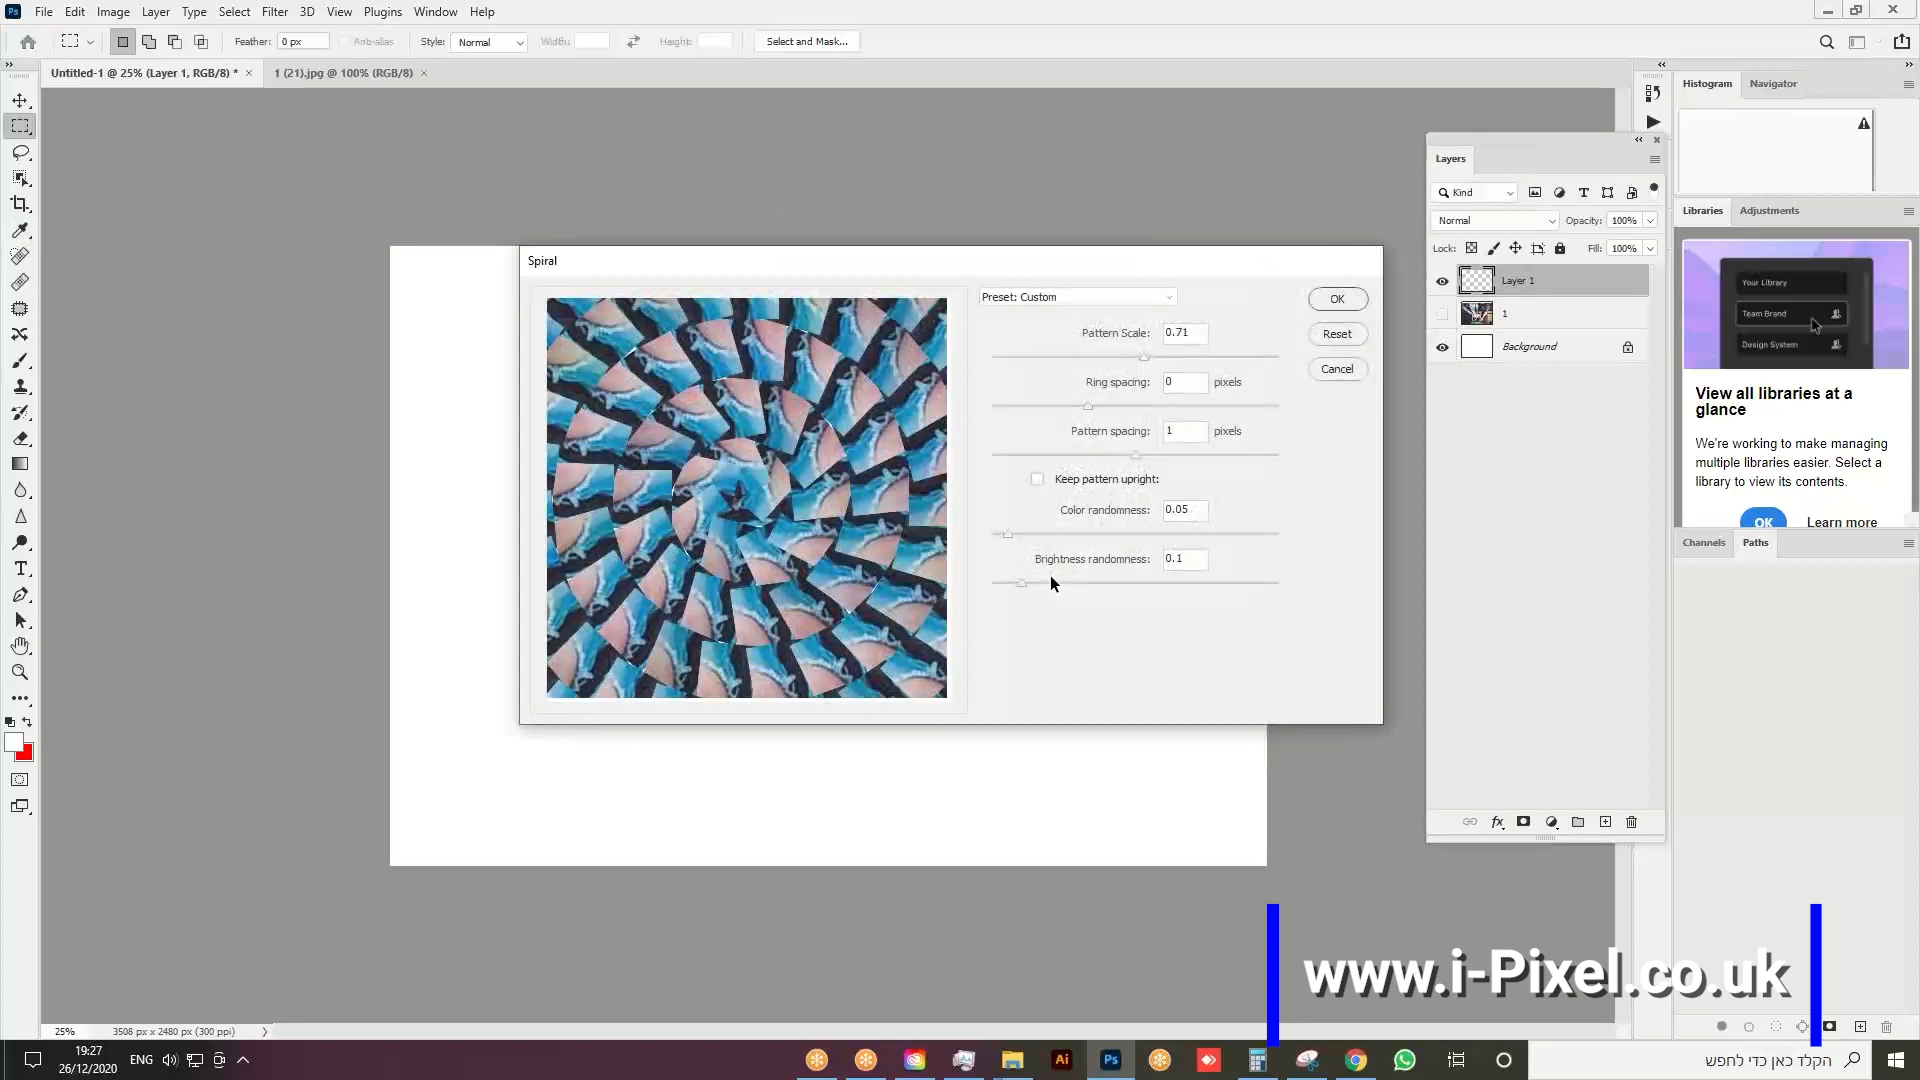 Ps File Edit Image Layer Type Select Filter 3D View Plugins Window Help
Feather: 0 px Anti-alias Style: Normal Width: Height: Select and Mask...
Untitled-1 @ 25% (Layer 1, RGB/8) * × 1 (21).jpg @ 100% (RGB/8) ×
Histogram Navigator
Spiral
Preset: Custom
Pattern Scale: 0.71
Ring spacing: 0 pixels
Pattern spacing: 1 pixels
Keep pattern upright:
Color randomness: 0.05
Brightness randomness: 0.1
OK
Reset
Cancel
Layers
Kind
Normal Opacity: 100%
Lock: Fill: 100%
Layer 1
1
Background
fx
Libraries Adjustments
Your Library
Team Brand
Design System
View all libraries at a
glance
We're working to make managing
multiple libraries easier. Select a
library to view its contents.
OK Learn more
Channels Paths
www.i-Pixel.co.uk
25% 3508 px x 2480 px (300 ppi)
19:27
26/12/2020
ENG
Ai Ps
הקלד כאן כדי לחפש